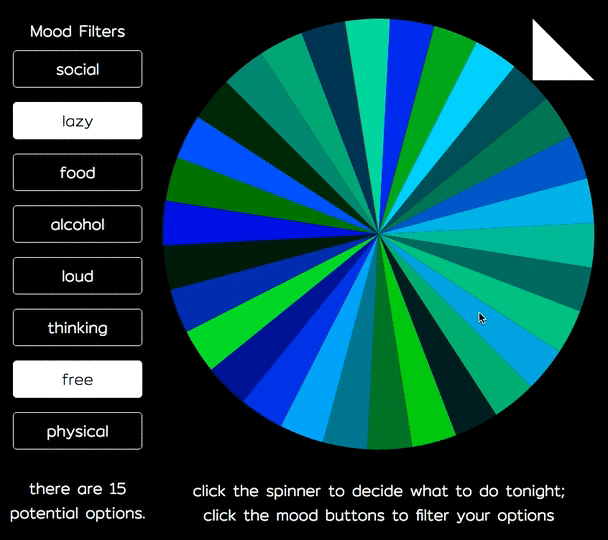 Mood Filters
social
lazy
food
alcohol
loud
thinking
free
physical
there are 15
potential options.
click the spinner to decide what to do tonight;
click the mood buttons to filter your options